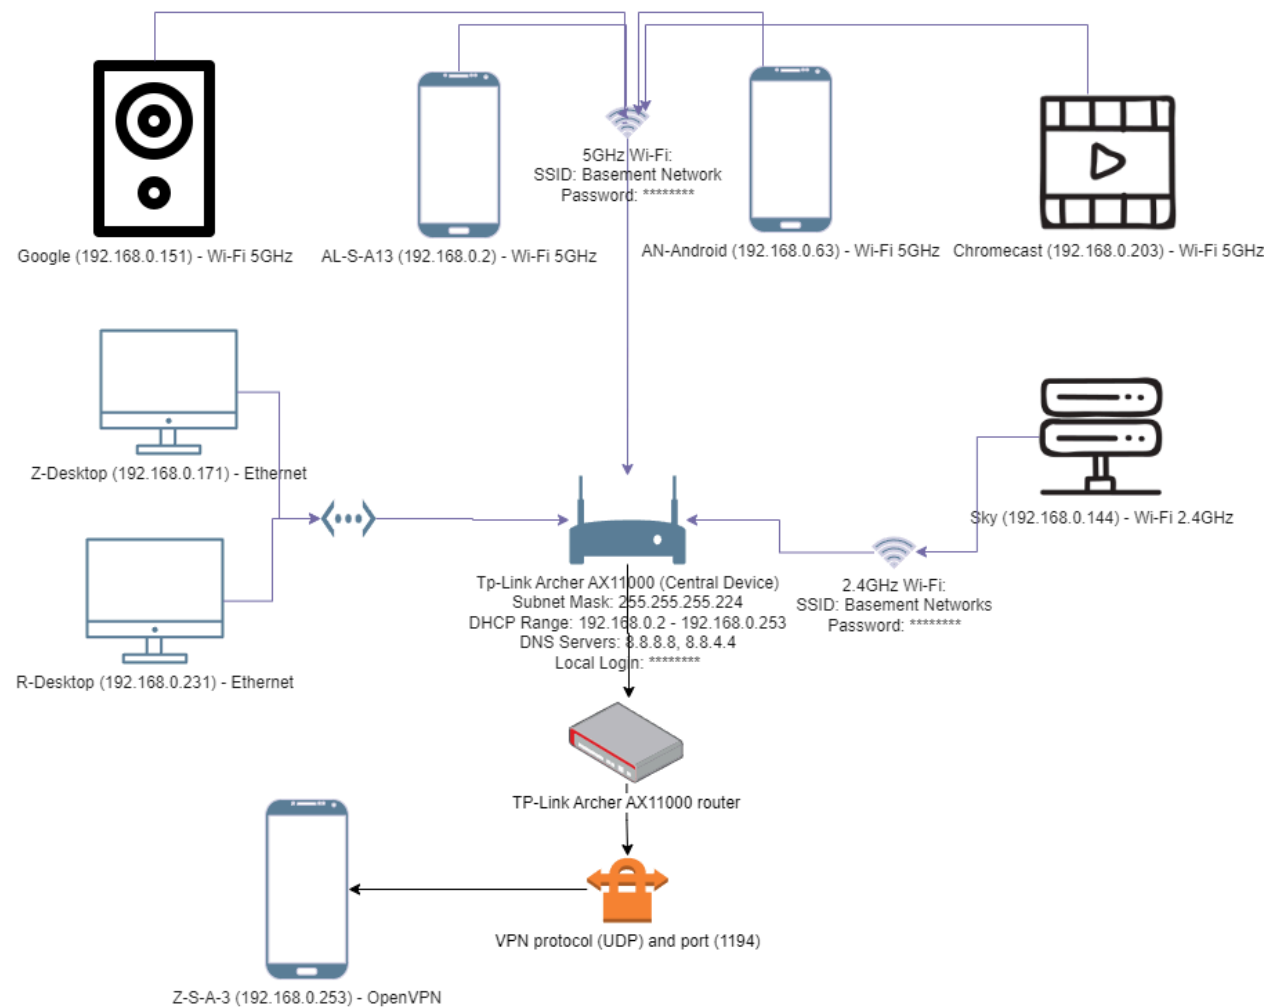 5GHz Wi-Fi:
SSID: Basement Network
Password: ********
Google (192.168.0.151) - Wi-Fi 5GHz
AL-S-A13 (192.168.0.2) - Wi-Fi 5GHz
AN-Android (192.168.0.63) - Wi-Fi 5GHz
Chromecast (192.168.0.203) - Wi-Fi 5GHz
Z-Desktop (192.168.0.171) - Ethernet
Sky (192.168.0.144) - Wi-Fi 2.4GHz
Tp-Link Archer AX11000 (Central Device)
Subnet Mask: 255.255.255.224
DHCP Range: 192.168.0.2 - 192.168.0.253
DNS Servers: 8.8.8.8, 8.8.4.4
Local Login: ********
2.4GHz Wi-Fi:
SSID: Basement Networks
Password: ********
R-Desktop (192.168.0.231) - Ethernet
TP-Link Archer AX11000 router
VPN protocol (UDP) and port (1194)
Z-S-A-3 (192.168.0.253) - OpenVPN